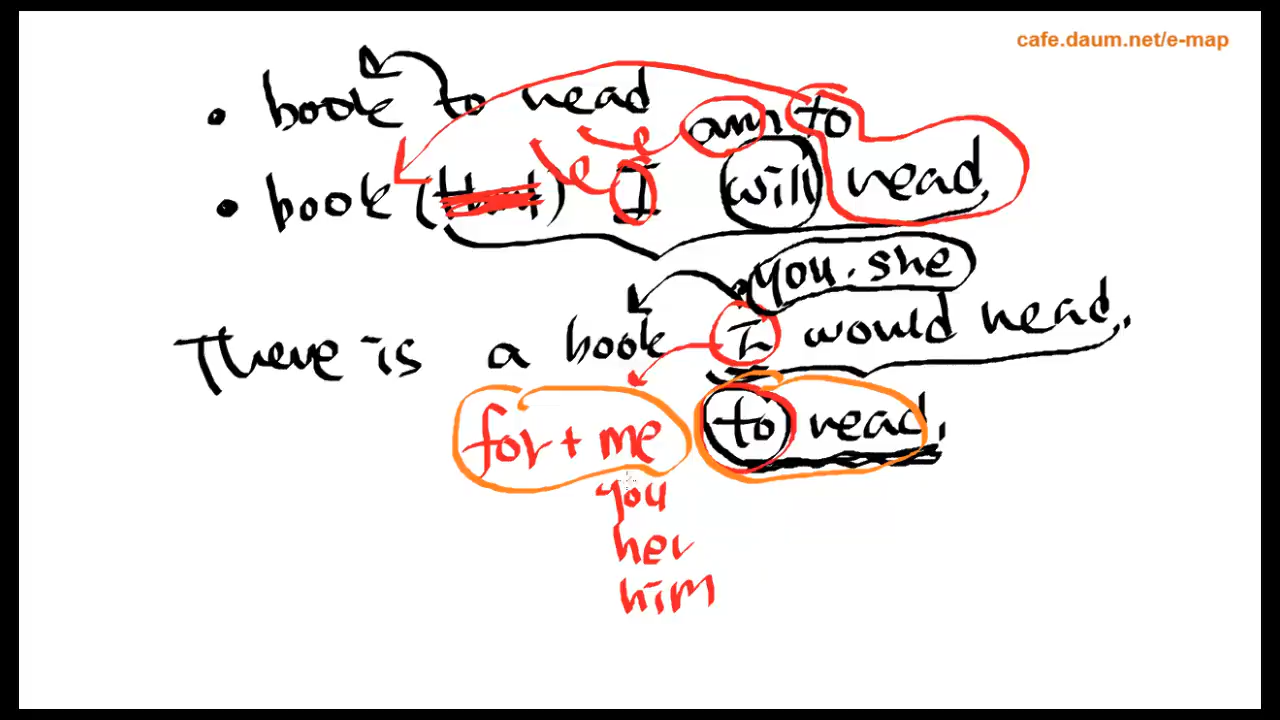 cafe.daum.net/e-map
• book to read
am to
• book (that) I will read,
you. she
There is a book I would read,
for + me to read,
you
her
him